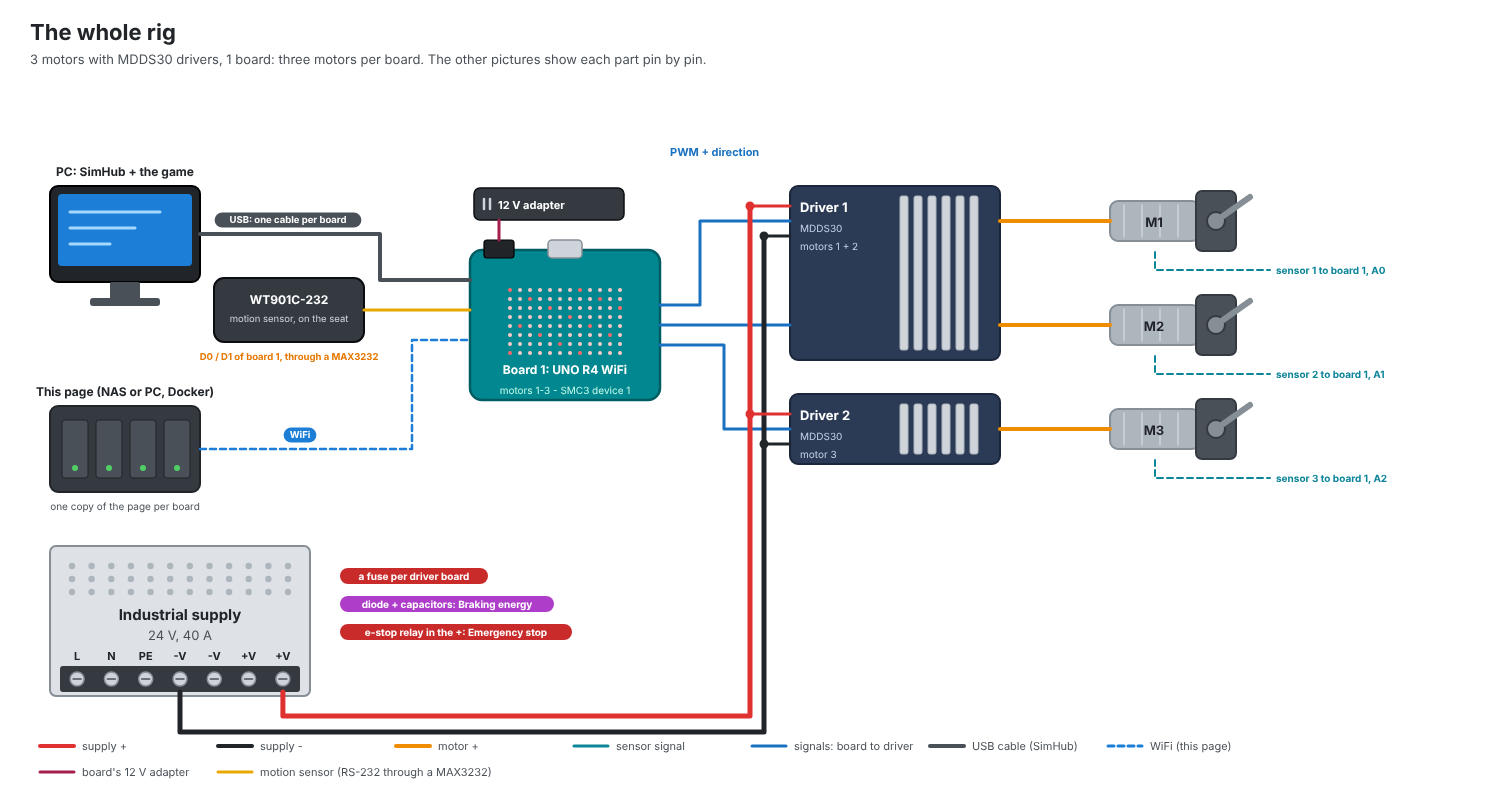 The whole rig
3 motors with MDDS30 drivers, 1 board: three motors per board. The other pictures show each part pin by pin.
PWM + direction
PC: SimHub + the game
USB: one cable per board
12 V adapter
WT901C-232
motion sensor, on the seat
D0 / D1 of board 1, through a MAX3232
Board 1: UNO R4 WiFi
motors 1-3 - SMC3 device 1
This page (NAS or PC, Docker)
WiFi
one copy of the page per board
Driver 1
MDDS30
motors 1 + 2
Driver 2
MDDS30
motor 3
M1
sensor 1 to board 1, A0
M2
sensor 2 to board 1, A1
M3
sensor 3 to board 1, A2
Industrial supply
24 V, 40 A
L N PE -V -V +V +V
a fuse per driver board
diode + capacitors: Braking energy
e-stop relay in the +: Emergency stop
supply +
supply -
motor +
sensor signal
signals: board to driver
USB cable (SimHub)
WiFi (this page)
board's 12 V adapter
motion sensor (RS-232 through a MAX3232)